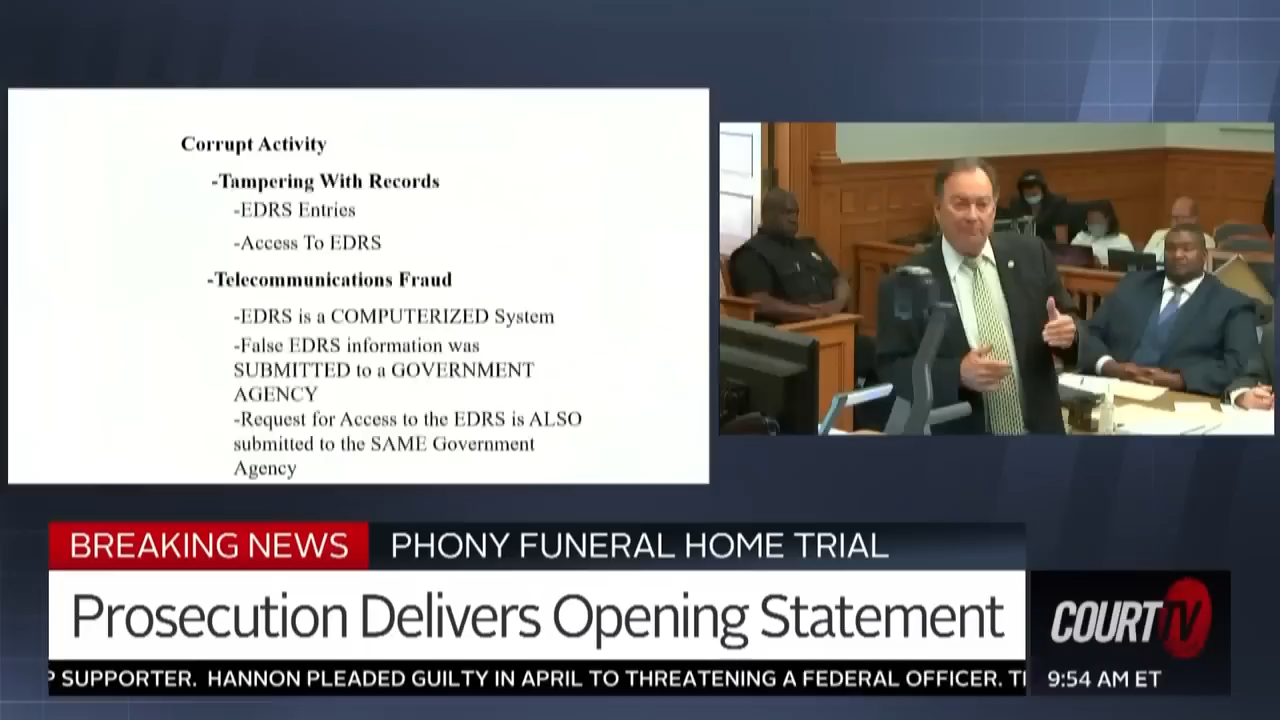 Corrupt Activity
-Tampering With Records
-EDRS Entries
-Access To EDRS
-Telecommunications Fraud
-EDRS is a COMPUTERIZED System
-False EDRS information was
SUBMITTED to a GOVERNMENT
AGENCY
-Request for Access to the EDRS is ALSO
submitted to the SAME Government
Agency
BREAKING NEWS PHONY FUNERAL HOME TRIAL
Prosecution Delivers Opening Statement
COURT TV
P SUPPORTER. HANNON PLEADED GUILTY IN APRIL TO THREATENING A FEDERAL OFFICER.
9:54 AM ET